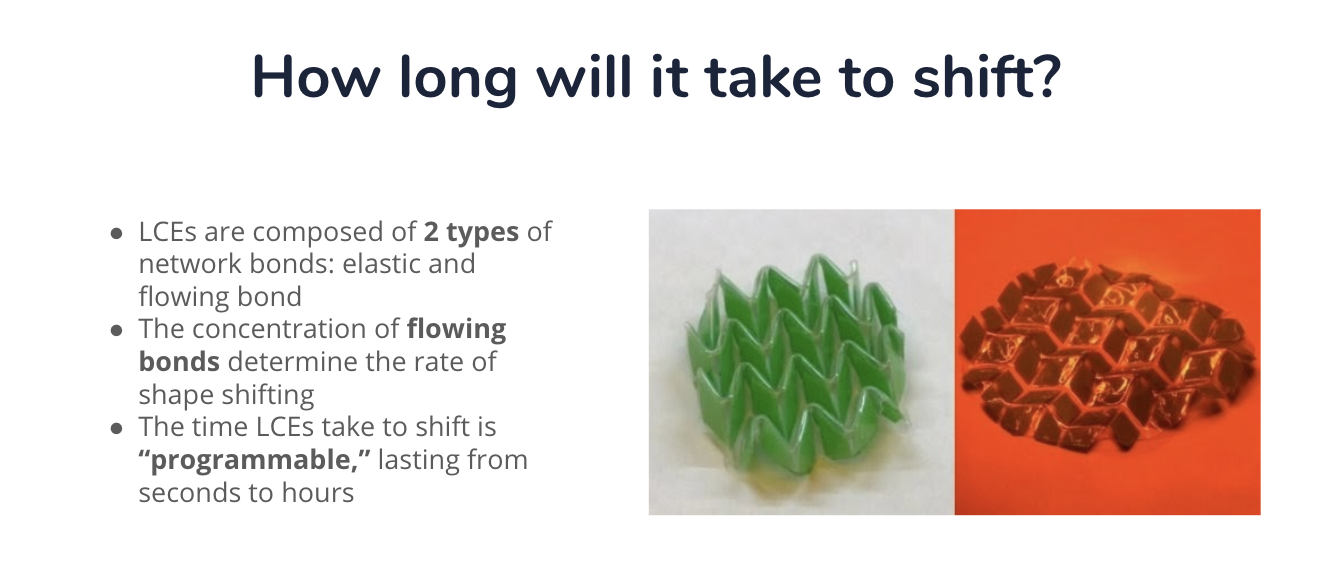 How long will it take to shift?
● LCEs are composed of 2 types of
network bonds: elastic and
flowing bond
● The concentration of flowing
bonds determine the rate of
shape shifting
● The time LCEs take to shift is
“programmable,” lasting from
seconds to hours